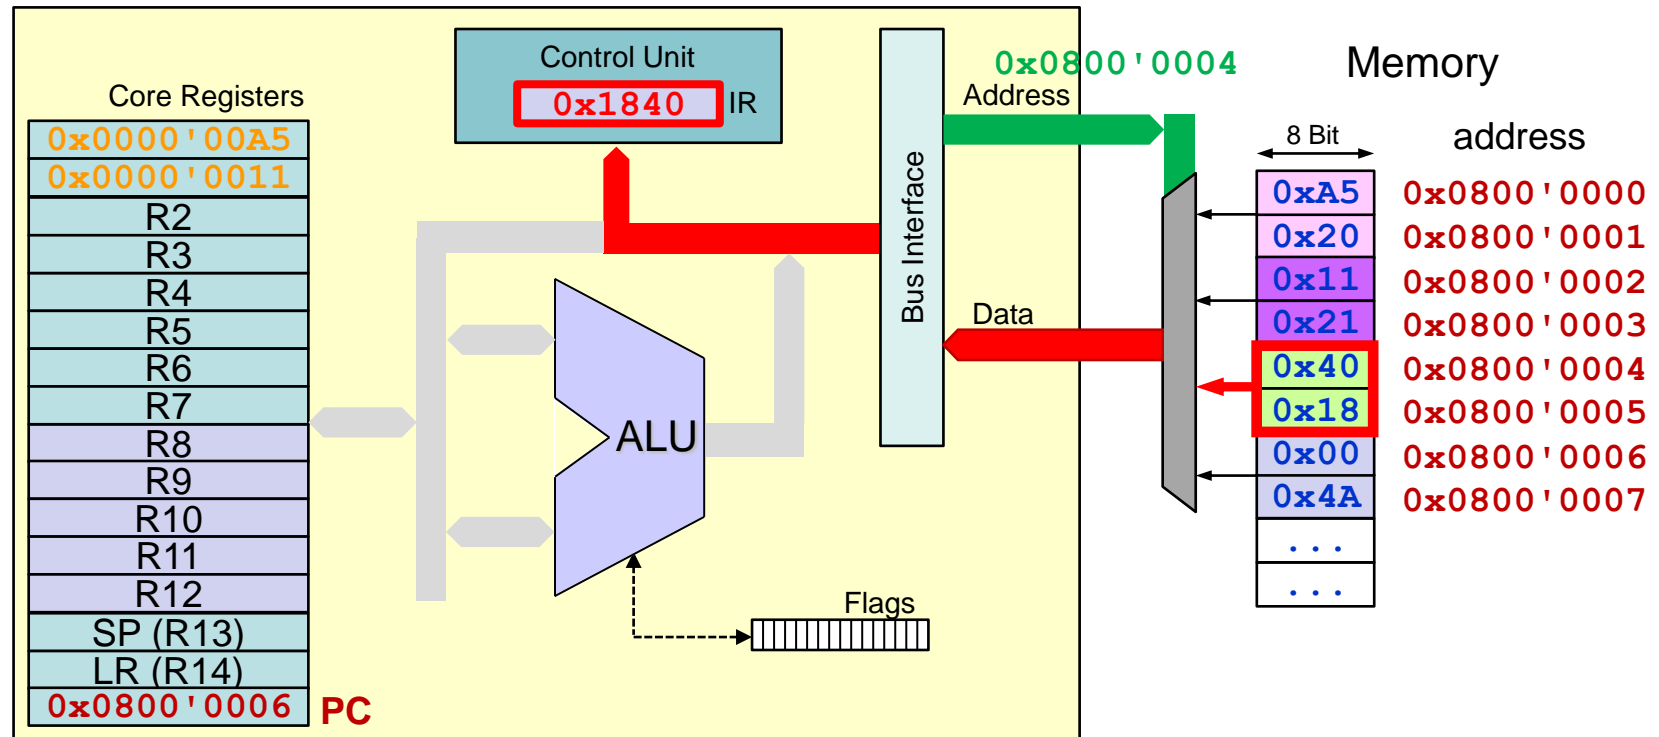 Control Unit
0x1840
IR
0x0800'0004
Address
Memory
Core Registers
0x0000'00A5
0x0000'0011
R2
R3
R4
R5
R6
R7
R8
R9
R10
R11
R12
SP (R13)
LR (R14)
0x0800'0006 PC
ALU
Flags
Bus Interface
Data
8 Bit
address
0xA5 0x0800'0000
0x20 0x0800'0001
0x11 0x0800'0002
0x21 0x0800'0003
0x40 0x0800'0004
0x18 0x0800'0005
0x00 0x0800'0006
0x4A 0x0800'0007
...
...